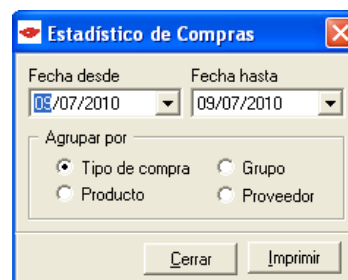 Estadístico de Compras
Fecha desde Fecha hasta
09/07/2010 09/07/2010
Agrupar por
Tipo de compra Grupo
Producto Proveedor
Cerrar Imprimir